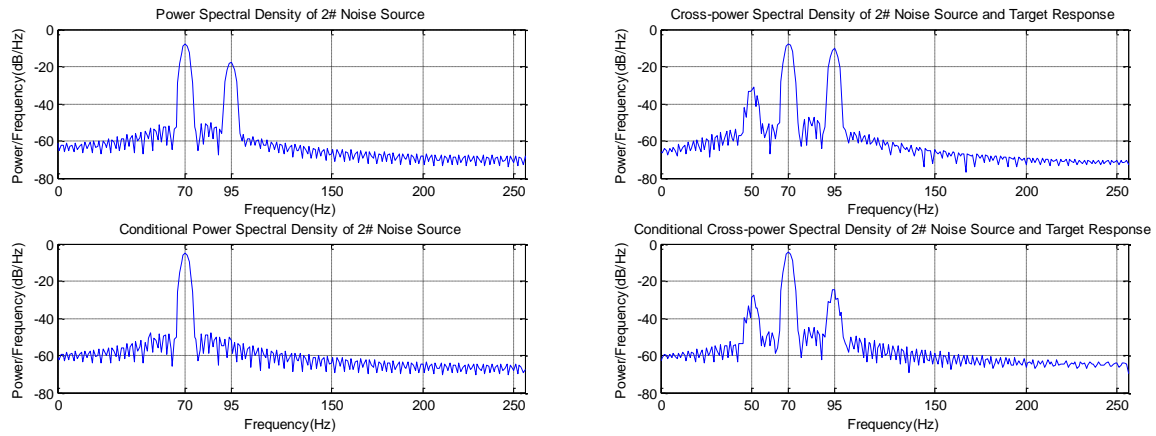 Power Spectral Density of 2# Noise Source
0
-20
-40
-60
-80
Power/Frequency(dB/Hz)
0 70 95 150 200 250
Frequency(Hz)
Cross-power Spectral Density of 2# Noise Source and Target Response
0
-20
-40
-60
-80
Power/Frequency(dB/Hz)
0 50 70 95 150 200 250
Frequency(Hz)
Conditional Power Spectral Density of 2# Noise Source
0
-20
-40
-60
-80
Power/Frequency(dB/Hz)
0 70 95 150 200 250
Frequency(Hz)
Conditional Cross-power Spectral Density of 2# Noise Source and Target Response
0
-20
-40
-60
-80
Power/Frequency(dB/Hz)
0 50 70 95 150 200 250
Frequency(Hz)